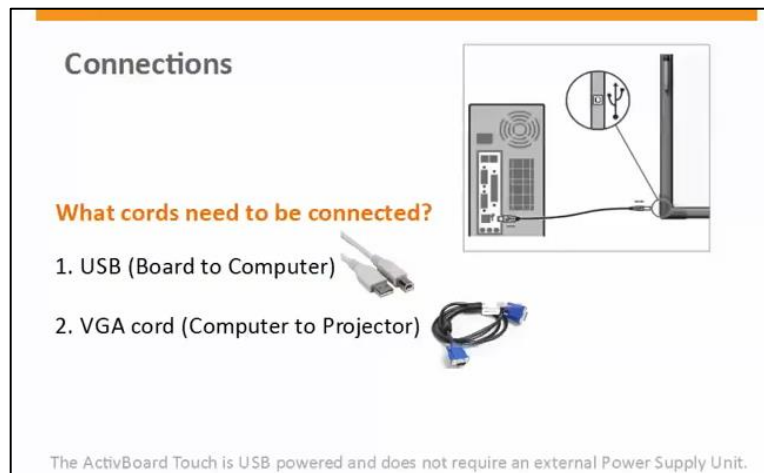 Connections
What cords need to be connected?
1. USB (Board to Computer)
2. VGA cord (Computer to Projector)
The ActivBoard Touch is USB powered and does not require an external Power Supply Unit.